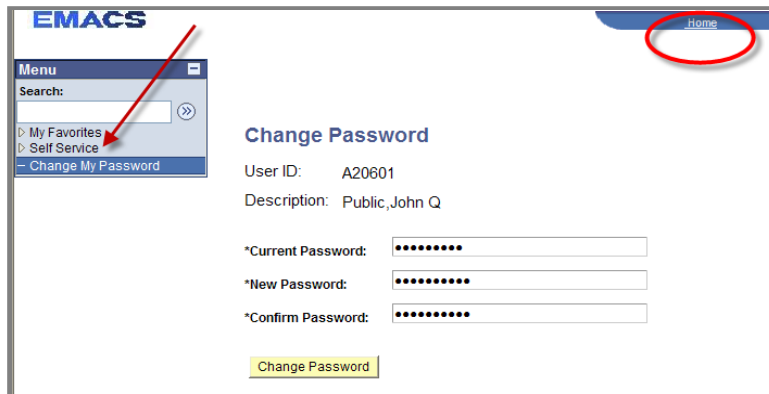 EMACS
Home
Menu
Search:
My Favorites
Self Service
Change My Password
Change Password
User ID: A20601
Description: Public,John Q
*Current Password: •••••••••
*New Password: ••••••••••
*Confirm Password: ••••••••••
Change Password